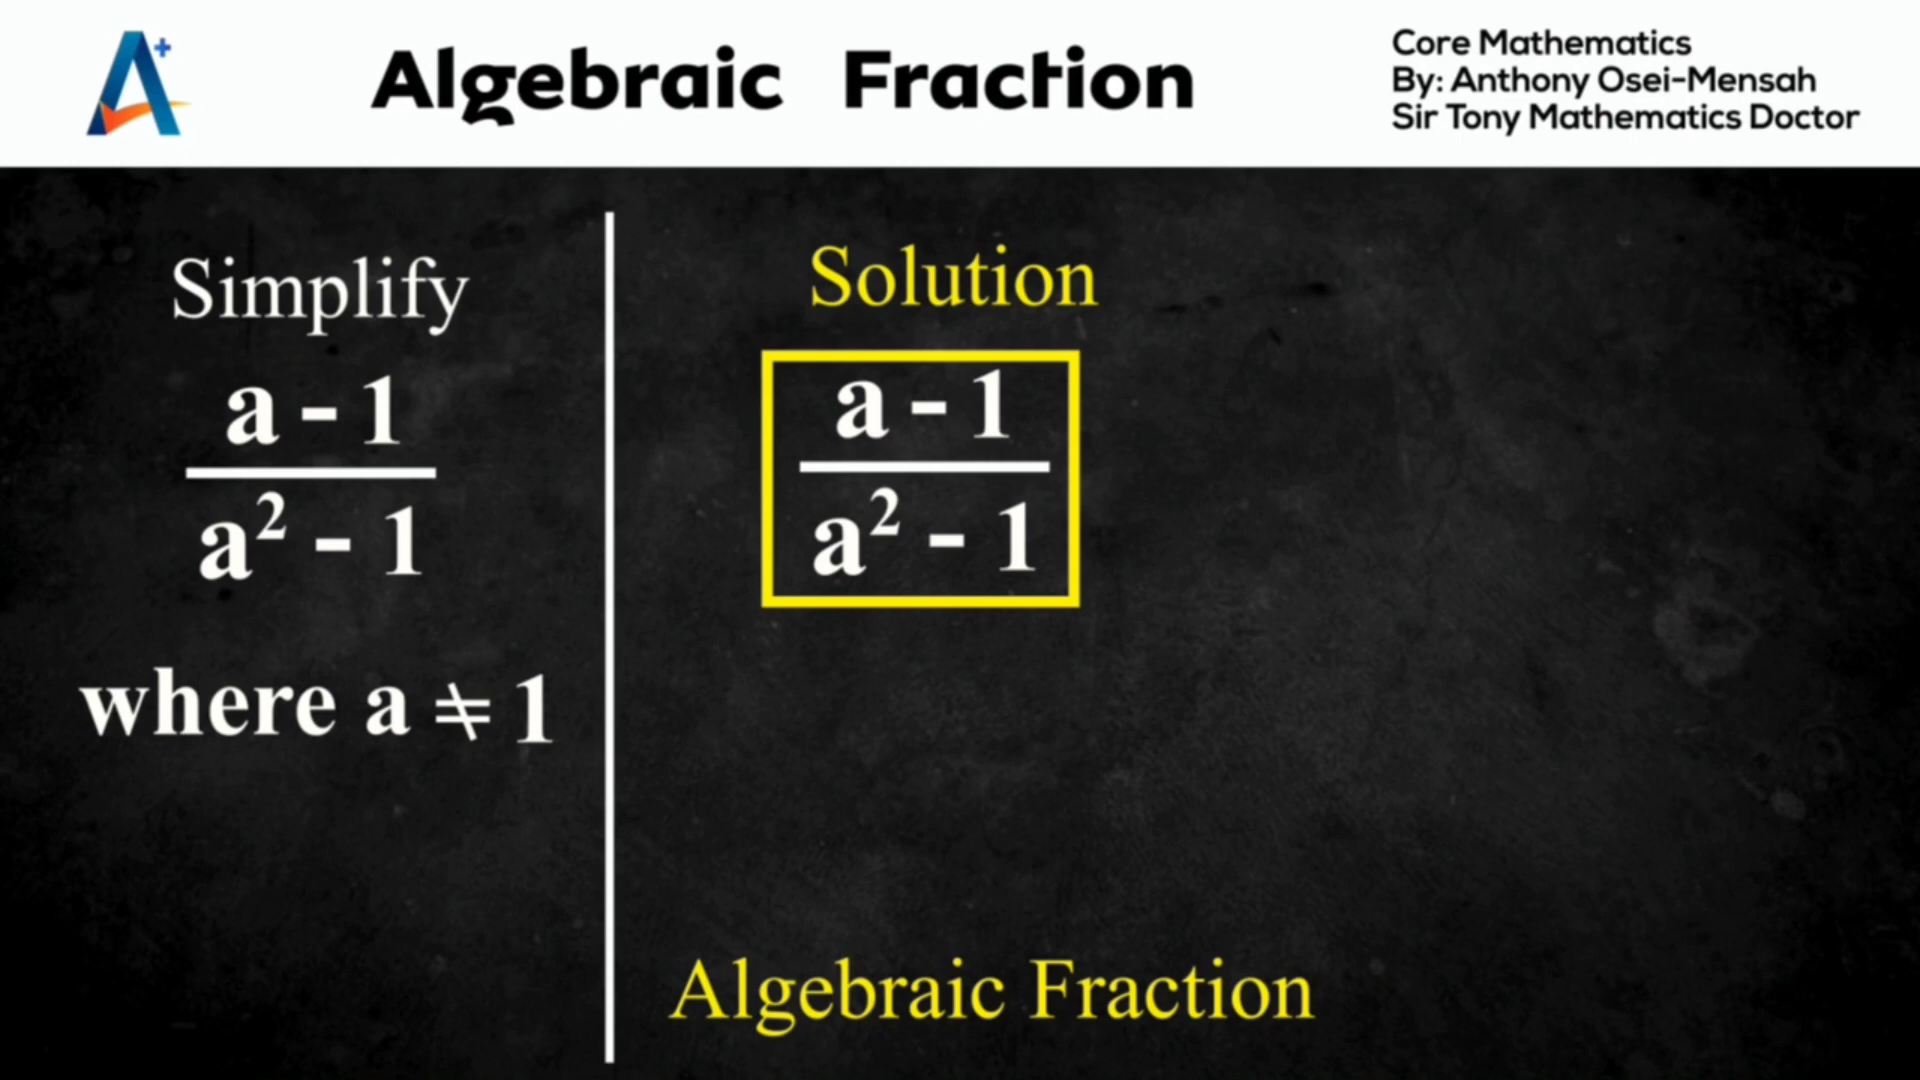 Algebraic Fraction
Core Mathematics
By: Anthony Osei-Mensah
Sir Tony Mathematics Doctor
Simplify
a - 1
a² - 1
where a ≠ 1
Solution
a - 1
a² - 1
Algebraic Fraction